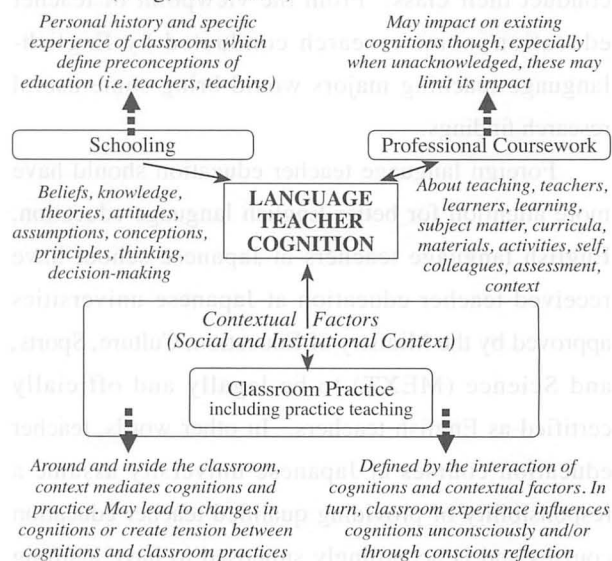 Personal history and specific
experience of classrooms which
define preconceptions of
education (i.e. teachers, teaching)
May impact on existing
cognitions though, especially
when unacknowledged, these may
limit its impact
Schooling
Professional Coursework
Beliefs, knowledge,
theories, attitudes,
assumptions, conceptions,
principles, thinking,
decision-making
LANGUAGE
TEACHER
COGNITION
About teaching, teachers,
learners, learning,
subject matter, curricula,
materials, activities, self,
colleagues, assessment,
context
Contextual Factors
(Social and Institutional Context)
Classroom Practice
including practice teaching
Around and inside the classroom,
context mediates cognitions and
practice. May lead to changes in
cognitions or create tension between
cognitions and classroom practices
Defined by the interaction of
cognitions and contextual factors. In
turn, classroom experience influences
cognitions unconsciously and/or
through conscious reflection